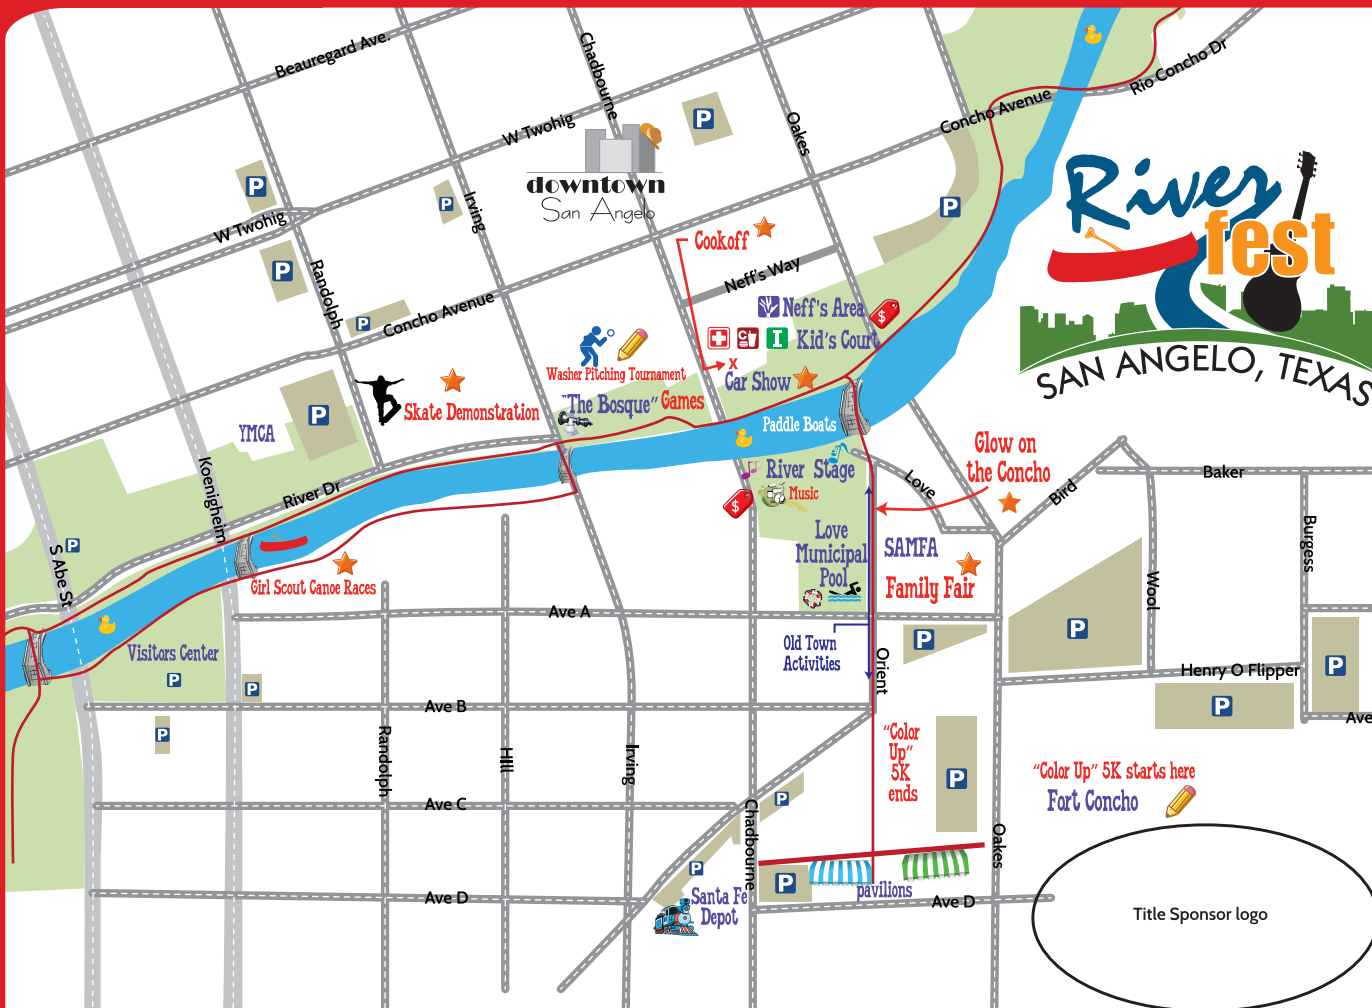 Beauregard Ave.
Chadbourne
W Twohig
Oakes
Concho Avenue
Rio Concho Dr
P
P
P
W Twohig
Irving
downtown
San Angelo
P
River
fest
SAN ANGELO, TEXAS
Cookoff
Neff's Way
P
Randolph
P
Concho Avenue
Neff's Area
$
I
Kid's Court
X
Car Show
Washer Pitching Tournament
"The Bosque" Games
Skate Demonstration
P
YMCA
Paddle Boats
River Stage
Music
$
Love
Glow on
the Concho
Bird
Baker
Burgess
Koenigheim
River Dr
S Abe St
P
Girl Scout Canoe Races
Love
Municipal
Pool
SAMFA
Family Fair
Wool
Ave A
P
P
P
Old Town
Activities
Orient
Visitors Center
P
P
Henry O Flipper
P
Ave
Ave B
P
Randolph
Hill
Irving
"Color
Up"
5K
ends
P
"Color Up" 5K starts here
Fort Concho
Ave C
P
Chadbourne
Oakes
P
P
Santa Fe
Depot
pavilions
Ave D
Ave D
Title Sponsor logo